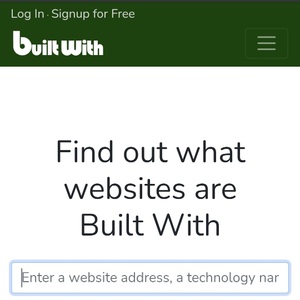 Log In · Signup for Free
Built With
Find out what
websites are
Built With
Enter a website address, a technology nar